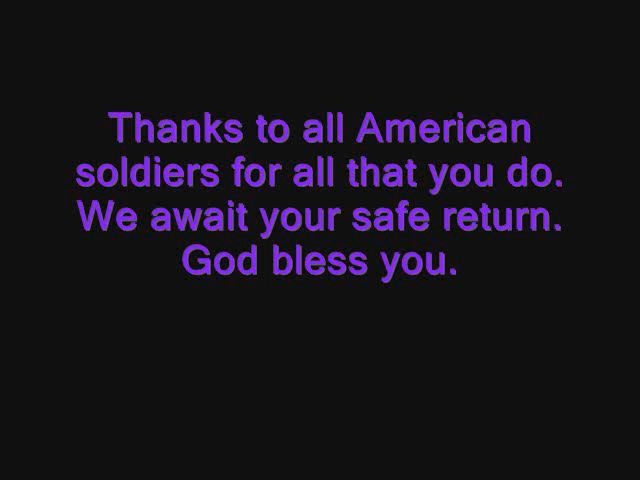 Thanks to all American
soldiers for all that you do.
We await your safe return.
God bless you.